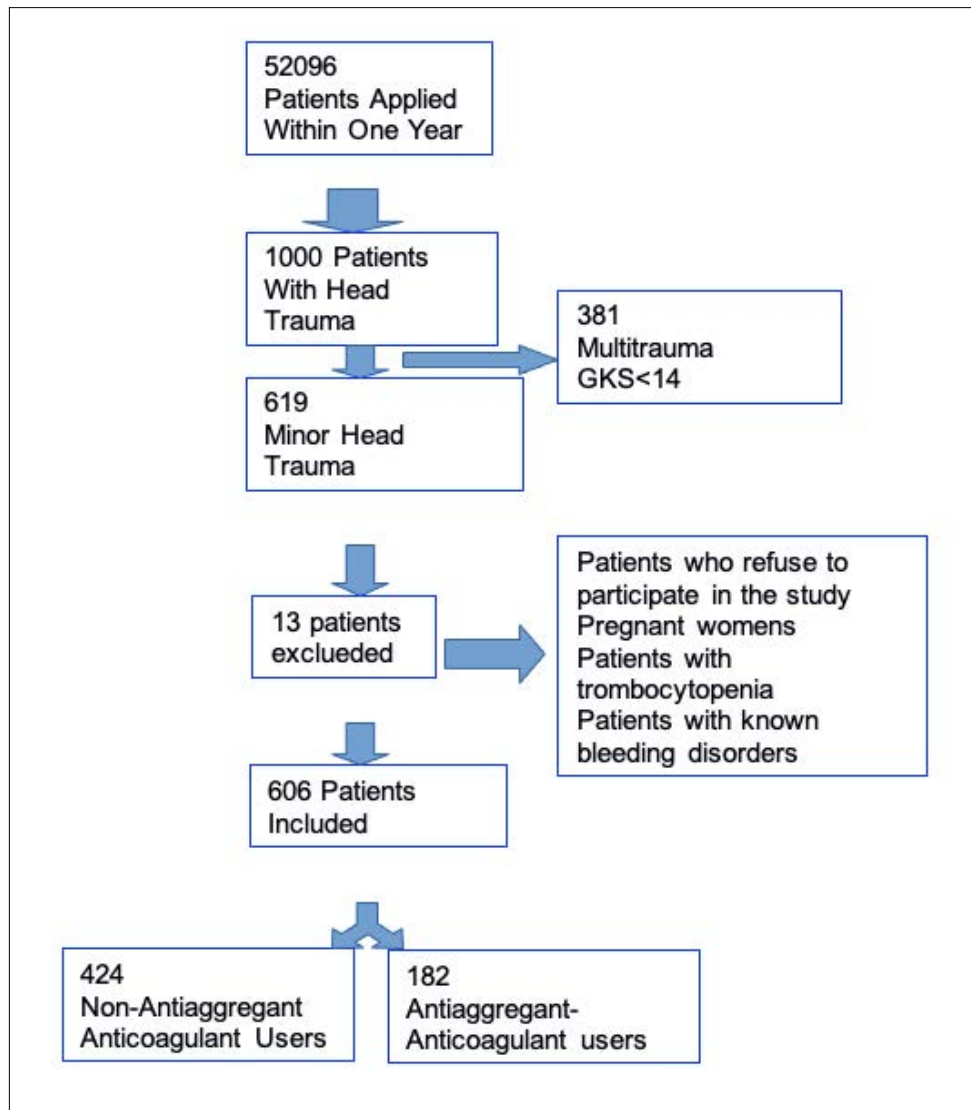 52096
Patients Applied
Within One Year
1000 Patients
With Head
Trauma
381
Multitrauma
GKS<14
619
Minor Head
Trauma
13 patients
exclueded
Patients who refuse to
participate in the study
Pregnant womens
Patients with
trombocytopenia
Patients with known
bleeding disorders
606 Patients
Included
424
Non-Antiaggregant
Anticoagulant Users
182
Antiaggregant-
Anticoagulant users